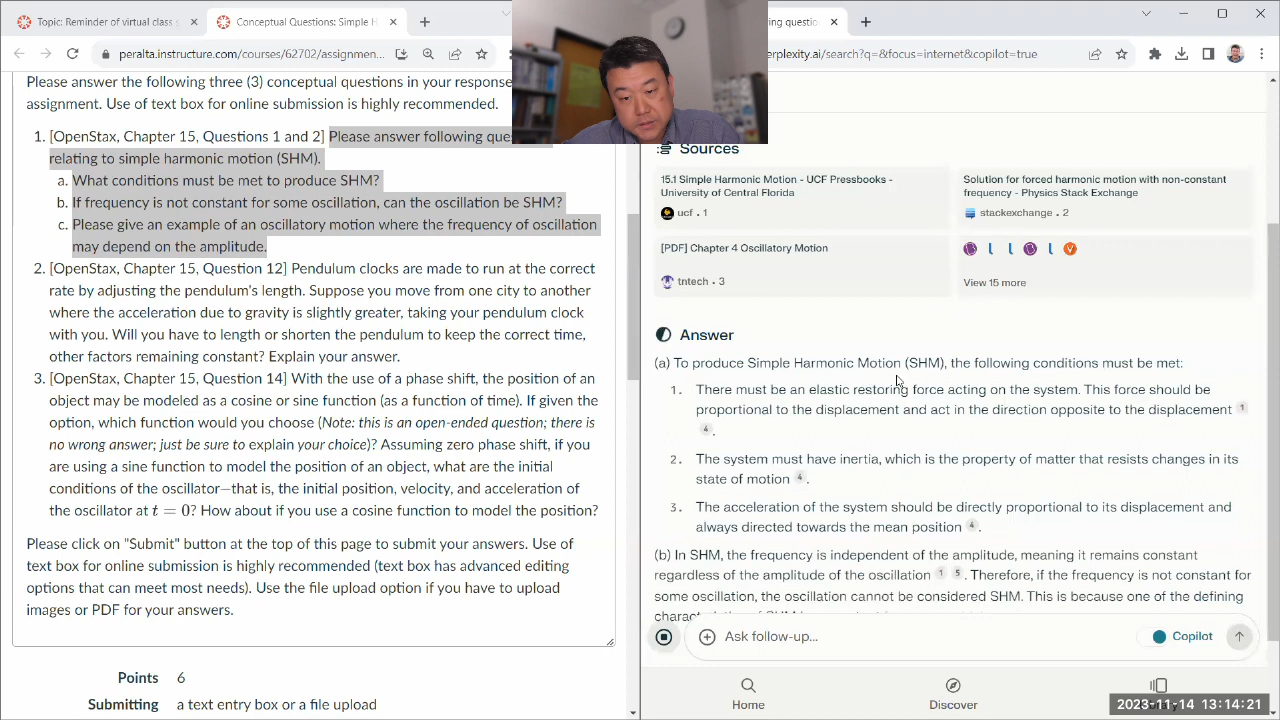 Topic: Reminder of virtual class s
Conceptual Questions: Simple H
ing question:
peralta.instructure.com/courses/62702/assignmen
perplexity.ai/search?q=&focus=internet&copilot=true
Please answer the following three (3) conceptual questions in your response
assignment. Use of text box for online submission is highly recommended.
1. [OpenStax, Chapter 15, Questions 1 and 2] Please answer following que
relating to simple harmonic motion (SHM).
a. What conditions must be met to produce SHM?
b. If frequency is not constant for some oscillation, can the oscillation be SHM?
c. Please give an example of an oscillatory motion where the frequency of oscillation
may depend on the amplitude.
2. [OpenStax, Chapter 15, Question 12] Pendulum clocks are made to run at the correct
rate by adjusting the pendulum's length. Suppose you move from one city to another
where the acceleration due to gravity is slightly greater, taking your pendulum clock
with you. Will you have to length or shorten the pendulum to keep the correct time,
other factors remaining constant? Explain your answer.
3. [OpenStax, Chapter 15, Question 14] With the use of a phase shift, the position of an
object may be modeled as a cosine or sine function (as a function of time). If given the
option, which function would you choose (Note: this is an open-ended question; there is
no wrong answer; just be sure to explain your choice)? Assuming zero phase shift, if you
are using a sine function to model the position of an object, what are the initial
conditions of the oscillator—that is, the initial position, velocity, and acceleration of
the oscillator at t = 0? How about if you use a cosine function to model the position?
Please click on "Submit" button at the top of this page to submit your answers. Use of
text box for online submission is highly recommended (text box has advanced editing
options that can meet most needs). Use the file upload option if you have to upload
images or PDF for your answers.
Points 6
Submitting a text entry box or a file upload
Sources
15.1 Simple Harmonic Motion - UCF Pressbooks -
University of Central Florida
ucf • 1
Solution for forced harmonic motion with non-constant
frequency - Physics Stack Exchange
stackexchange • 2
[PDF] Chapter 4 Oscillatory Motion
tntech • 3
View 15 more
Answer
(a) To produce Simple Harmonic Motion (SHM), the following conditions must be met:
1. There must be an elastic restoring force acting on the system. This force should be
proportional to the displacement and act in the direction opposite to the displacement 1
4.
2. The system must have inertia, which is the property of matter that resists changes in its
state of motion 4.
3. The acceleration of the system should be directly proportional to its displacement and
always directed towards the mean position 4.
(b) In SHM, the frequency is independent of the amplitude, meaning it remains constant
regardless of the amplitude of the oscillation 1 5. Therefore, if the frequency is not constant for
some oscillation, the oscillation cannot be considered SHM. This is because one of the defining
Ask follow-up...
Copilot
Home
Discover
2023-11-14 13:14:21